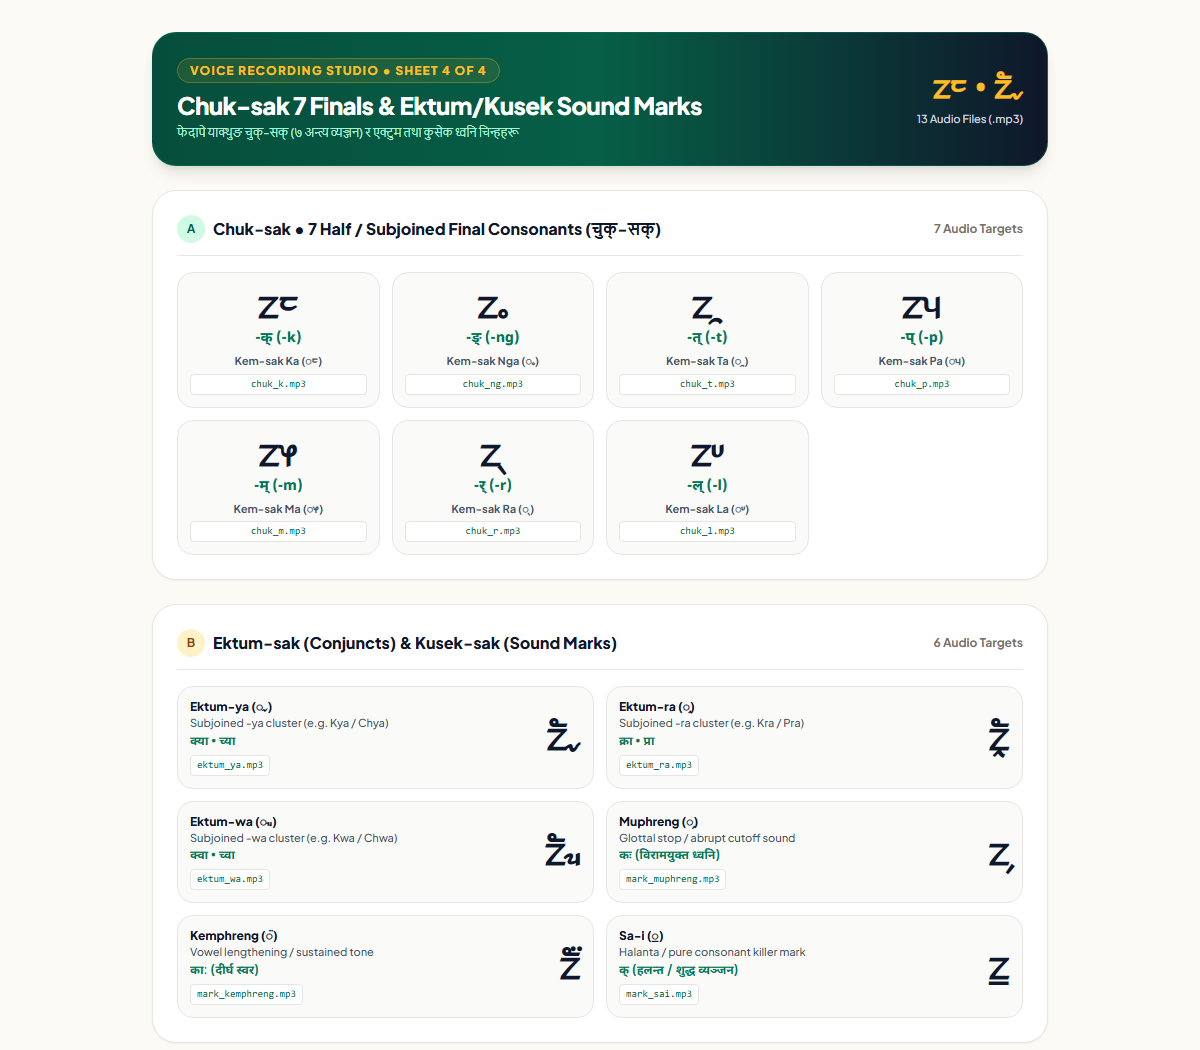 VOICE RECORDING STUDIO • SHEET 4 OF 4
Chuk-sak 7 Finals & Ektum/Kusek Sound Marks
फेदापे याक्थुङ चुक्-सक् (७ अन्त्य व्यञ्जन) र एक्टुम तथा कुसेक ध्वनि चिन्हहरू
ᤁᤰ • ᤁᤩᤠ
13 Audio Files (.mp3)
A
Chuk-sak • 7 Half / Subjoined Final Consonants (चुक्-सक्)
7 Audio Targets
ᤁᤰ
-क् (-k)
Kem-sak Ka (◌ᤰ)
chuk_k.mp3
ᤁᤱ
-ङ् (-ng)
Kem-sak Nga (◌ᤱ)
chuk_ng.mp3
ᤁᤳ
-त् (-t)
Kem-sak Ta (◌ᤳ)
chuk_t.mp3
ᤁᤵ
-प् (-p)
Kem-sak Pa (◌ᤵ)
chuk_p.mp3
ᤁᤶ
-म् (-m)
Kem-sak Ma (◌ᤶ)
chuk_m.mp3
ᤁᤷ
-र् (-r)
Kem-sak Ra (◌ᤷ)
chuk_r.mp3
ᤁᤸ
-ल् (-l)
Kem-sak La (◌ᤸ)
chuk_l.mp3
B
Ektum-sak (Conjuncts) & Kusek-sak (Sound Marks)
6 Audio Targets
Ektum-ya (◌ᤩ)
Subjoined -ya cluster (e.g. Kya / Chya)
क्या • च्या
ektum_ya.mp3
ᤁᤩᤠ
Ektum-ra (◌ᤪ)
Subjoined -ra cluster (e.g. Kra / Pra)
क्रा • प्रा
ektum_ra.mp3
ᤁᤪᤠ
Ektum-wa (◌ᤫ)
Subjoined -wa cluster (e.g. Kwa / Chwa)
क्वा • च्वा
ektum_wa.mp3
ᤁᤫᤠ
Muphreng (◌᤹)
Glottal stop / abrupt cutoff sound
कः (विरामयुक्त ध्वनि)
mark_muphreng.mp3
ᤁ᤹
Kemphreng (◌᤺)
Vowel lengthening / sustained tone
काː (दीर्घ स्वर)
mark_kemphreng.mp3
ᤁᤠ᤺
Sa-i (◌᤻)
Halanta / pure consonant killer mark
क् (हलन्त / शुद्ध व्यञ्जन)
mark_sai.mp3
ᤁ᤻